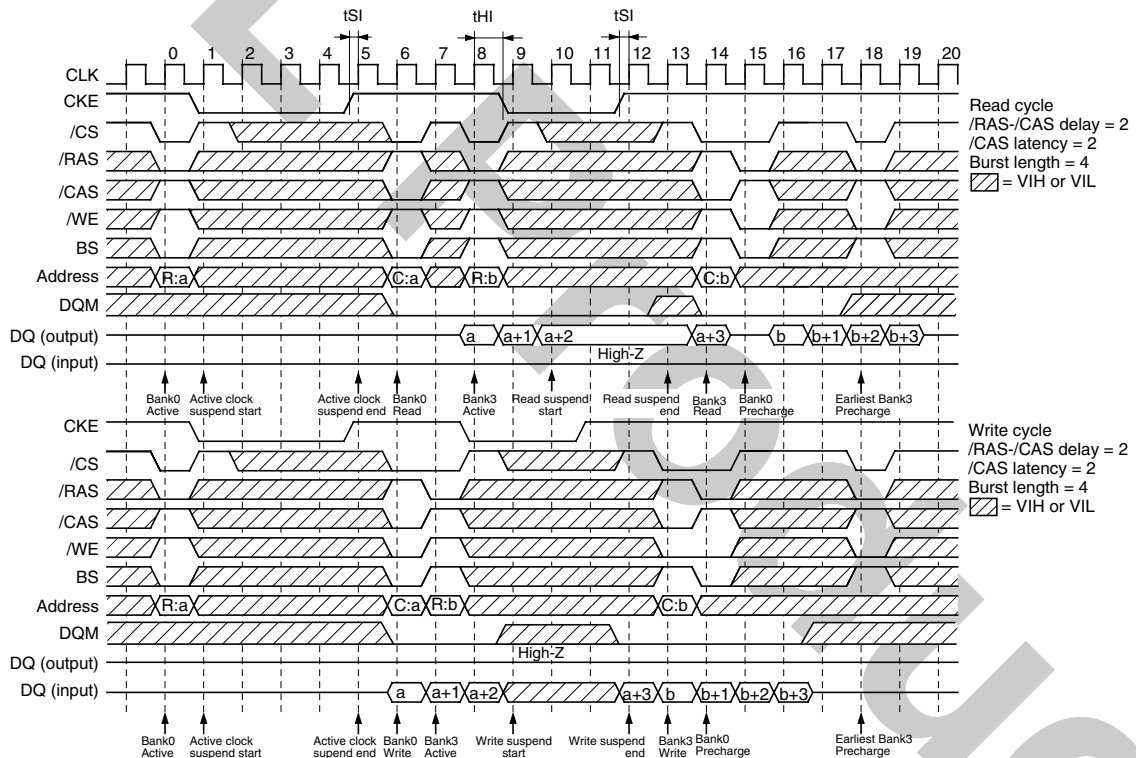 tSI tHI tSI
0 1 2 3 4 5 6 7 8 9 10 11 12 13 14 15 16 17 18 19 20
CLK
CKE
/CS
/RAS
/CAS
/WE
BS
Address R:a C:a R:b C:b
DQM
DQ (output) a a+1 a+2 a+3 b b+1 b+2 b+3
High-Z
DQ (input)
Bank0 Active
Active clock suspend start
Active clock suspend end
Bank0 Read
Bank3 Active
Read suspend start
Read suspend end
Bank3 Read
Bank0 Precharge
Earliest Bank3 Precharge
Read cycle
/RAS-/CAS delay = 2
/CAS latency = 2
Burst length = 4
= VIH or VIL
CKE
/CS
/RAS
/CAS
/WE
BS
Address R:a C:a R:b C:b
DQM
High-Z
DQ (output)
DQ (input) a a+1 a+2 a+3 b b+1 b+2 b+3
Bank0 Active
Active clock suspend start
Active clock supend end
Bank0 Write
Bank3 Active
Write suspend start
Write suspend end
Bank3 Write
Bank0 Precharge
Earliest Bank3 Precharge
Write cycle
/RAS-/CAS delay = 2
/CAS latency = 2
Burst length = 4
= VIH or VIL